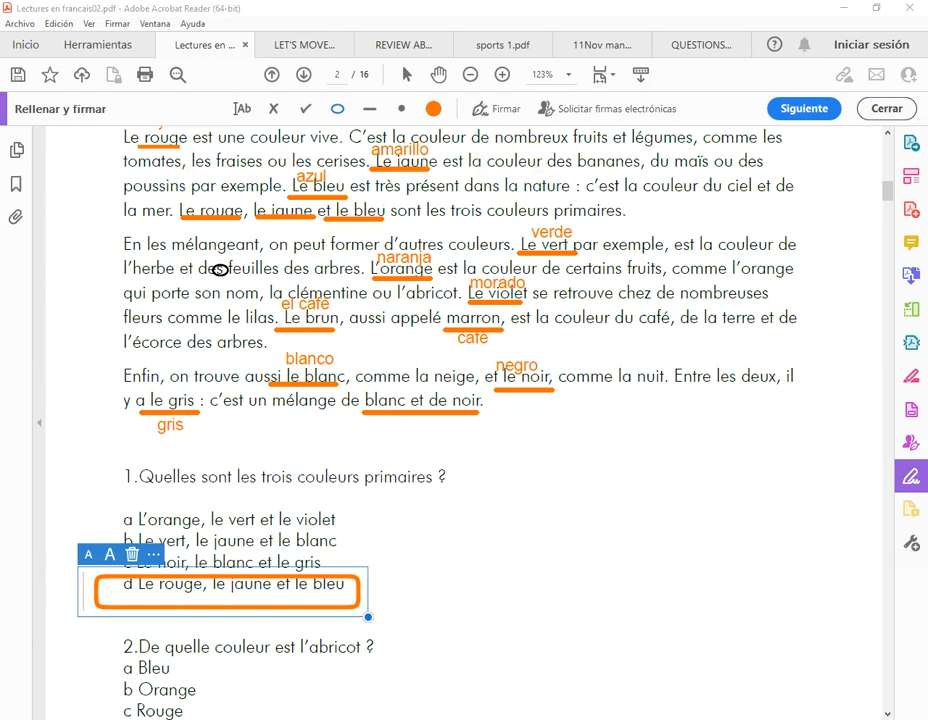 Lectures en francais02.pdf - Adobe Acrobat Reader (64-bit)
Archivo Edición Ver Firmar Ventana Ayuda
Inicio Herramientas Lectures en ... × LET'S MOVE... REVIEW AB... sports 1.pdf 11Nov man... QUESTIONS... Iniciar sesión
2 / 16 123%
Rellenar y firmar Ab Firmar Solicitar firmas electrónicas Siguiente Cerrar
Le rouge est une couleur vive. C'est la couleur de nombreux fruits et légumes, comme les
amarillo
tomates, les fraises ou les cerises. Le jaune est la couleur des bananes, du maïs ou des
azul
poussins par exemple. Le bleu est très présent dans la nature : c'est la couleur du ciel et de
la mer. Le rouge, le jaune et le bleu sont les trois couleurs primaires.
verde
En les mélangeant, on peut former d'autres couleurs. Le vert par exemple, est la couleur de
naranja
l'herbe et des feuilles des arbres. L'orange est la couleur de certains fruits, comme l'orange
morado
qui porte son nom, la clémentine ou l'abricot. Le violet se retrouve chez de nombreuses
el café
fleurs comme le lilas. Le brun, aussi appelé marron, est la couleur du café, de la terre et de
cafe
l'écorce des arbres.
blanco
negro
Enfin, on trouve aussi le blanc, comme la neige, et le noir, comme la nuit. Entre les deux, il
y a le gris : c'est un mélange de blanc et de noir.
gris
1.Quelles sont les trois couleurs primaires ?
a L'orange, le vert et le violet
b Le vert, le jaune et le blanc
A A
c Le noir, le blanc et le gris
d Le rouge, le jaune et le bleu
2.De quelle couleur est l'abricot ?
a Bleu
b Orange
c Rouge